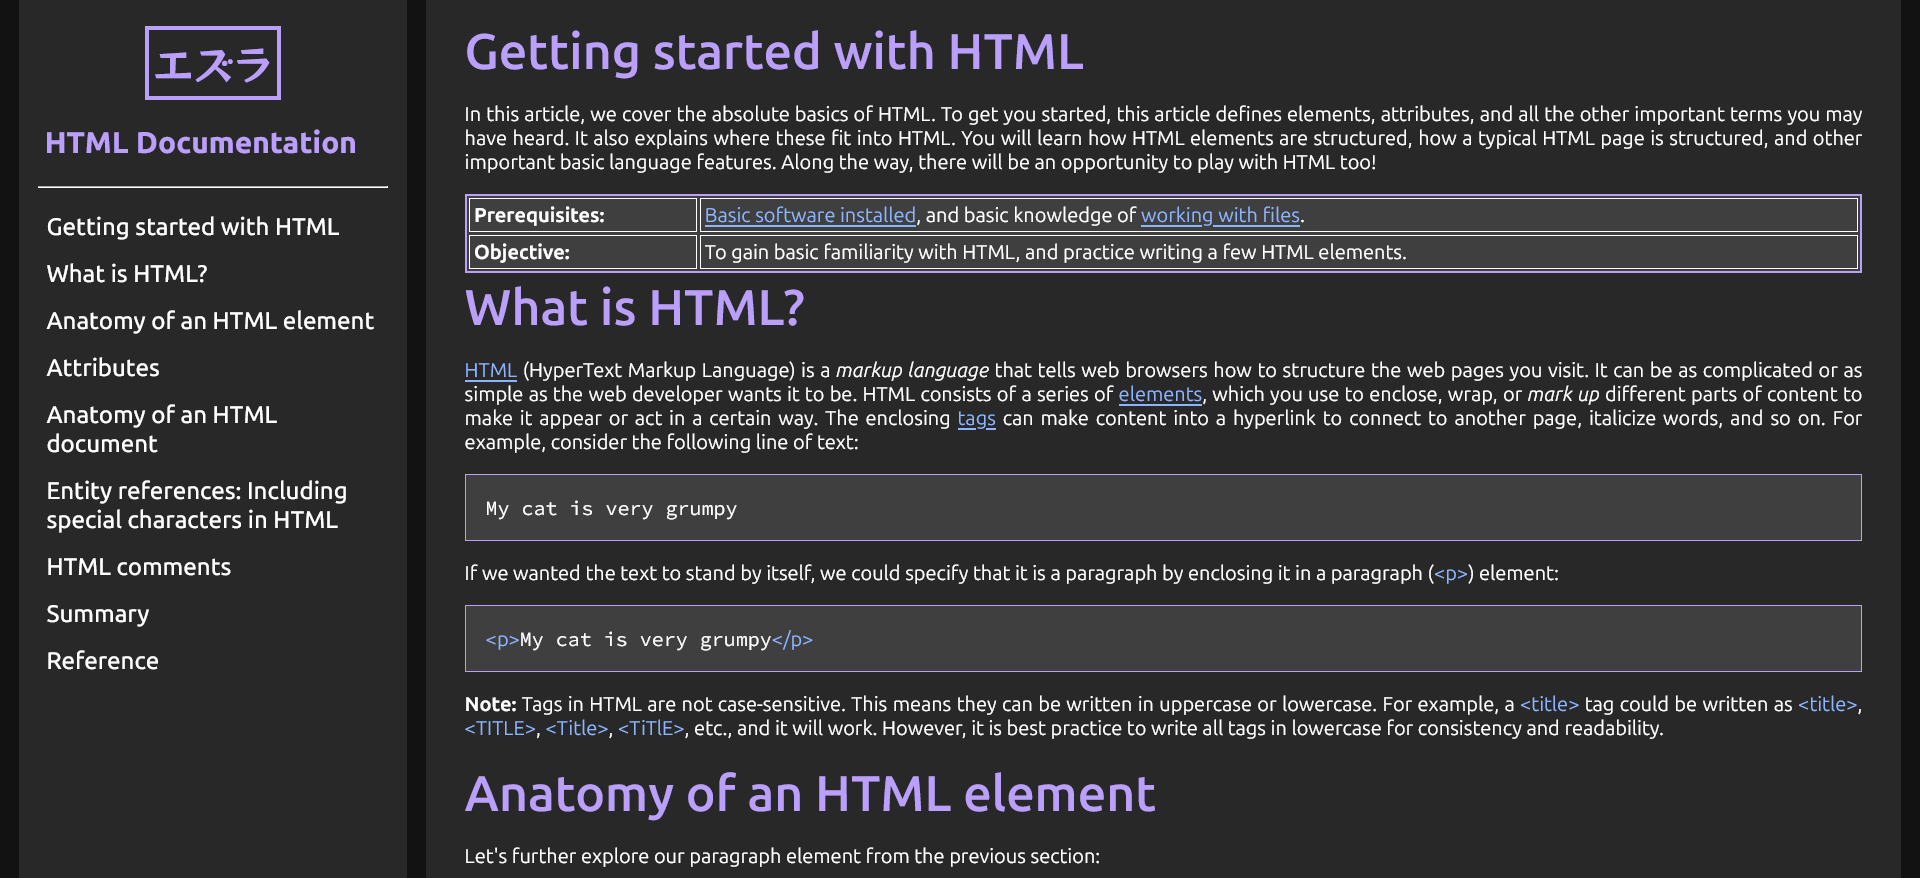 エズラ
HTML Documentation
Getting started with HTML
What is HTML?
Anatomy of an HTML element
Attributes
Anatomy of an HTML
document
Entity references: Including
special characters in HTML
HTML comments
Summary
Reference
Getting started with HTML
In this article, we cover the absolute basics of HTML. To get you started, this article defines elements, attributes, and all the other important terms you may
have heard. It also explains where these fit into HTML. You will learn how HTML elements are structured, how a typical HTML page is structured, and other
important basic language features. Along the way, there will be an opportunity to play with HTML too!
Prerequisites: Basic software installed, and basic knowledge of working with files.
Objective: To gain basic familiarity with HTML, and practice writing a few HTML elements.
What is HTML?
HTML (HyperText Markup Language) is a markup language that tells web browsers how to structure the web pages you visit. It can be as complicated or as
simple as the web developer wants it to be. HTML consists of a series of elements, which you use to enclose, wrap, or mark up different parts of content to
make it appear or act in a certain way. The enclosing tags can make content into a hyperlink to connect to another page, italicize words, and so on. For
example, consider the following line of text:
My cat is very grumpy
If we wanted the text to stand by itself, we could specify that it is a paragraph by enclosing it in a paragraph (<p>) element:
<p>My cat is very grumpy</p>
Note: Tags in HTML are not case-sensitive. This means they can be written in uppercase or lowercase. For example, a <title> tag could be written as <title>,
<TITLE>, <Title>, <TiTlE>, etc., and it will work. However, it is best practice to write all tags in lowercase for consistency and readability.
Anatomy of an HTML element
Let's further explore our paragraph element from the previous section: